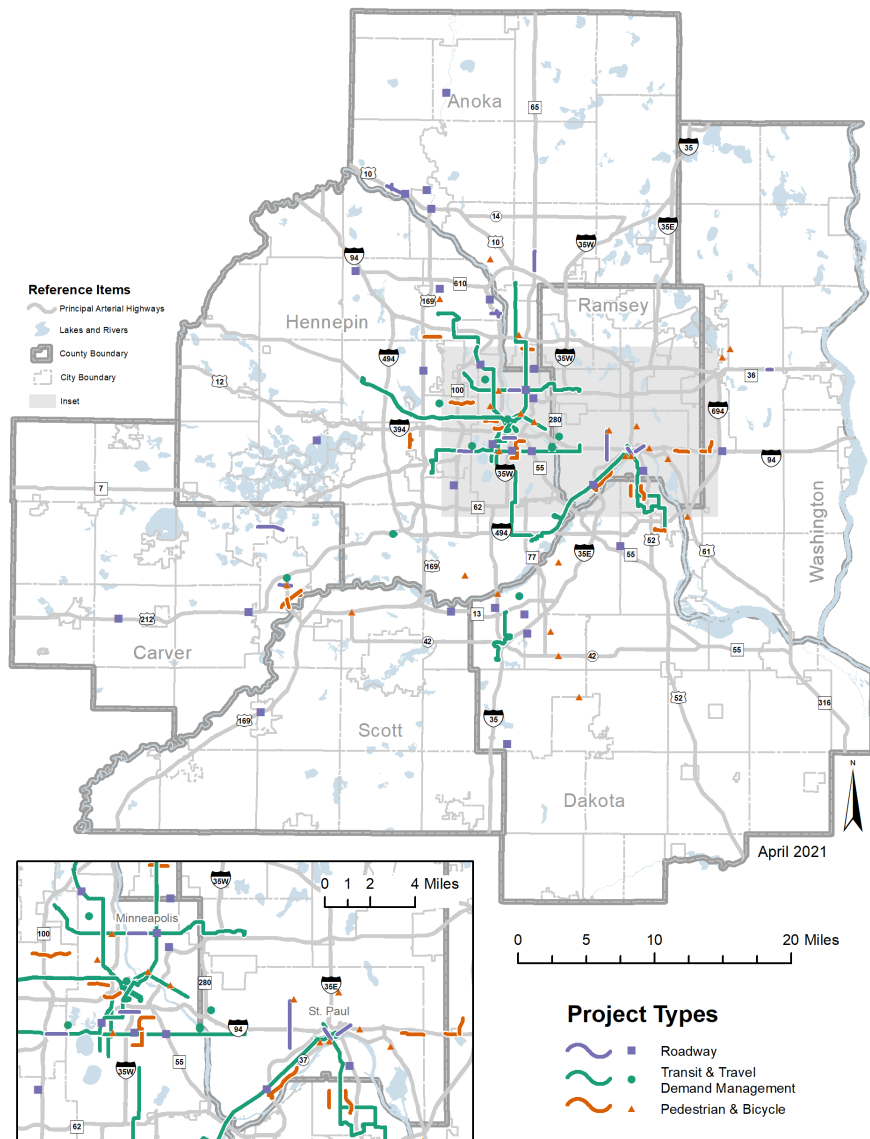 Anoka
65
35
10
14
35E
10
35W
94
610
Ramsey
169
Reference Items
Principal Arterial Highways
Lakes and Rivers
County Boundary
City Boundary
Inset
Hennepin
494
35W
12
36
100
694
280
394
94
35W
55
7
62
Washington
494
52
61
77
35E
55
169
212
13
42
55
42
Carver
52
316
169
35
Scott
N
Dakota
April 2021
35W
0 1 2 4 Miles
Minneapolis
100
280
35E
St. Paul
94
37
55
35W
62
0 5 10 20 Miles
Project Types
Roadway
Transit & Travel
Demand Management
Pedestrian & Bicycle